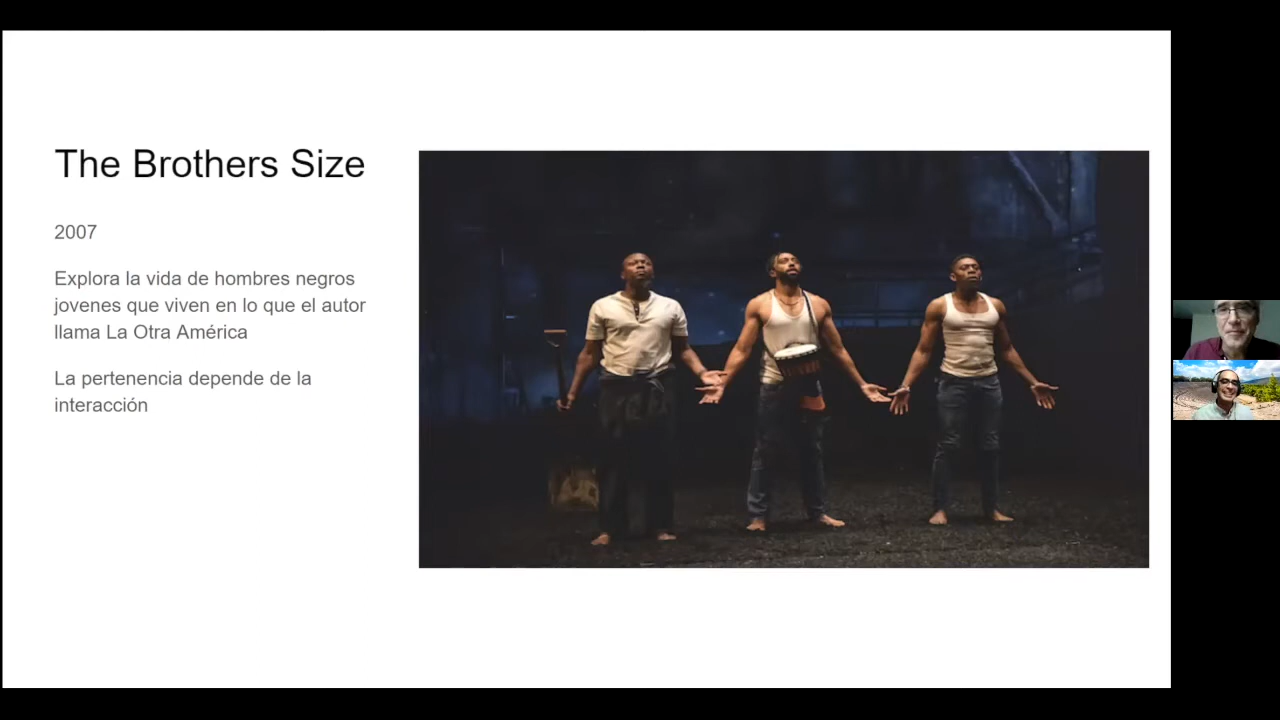 The Brothers Size
2007
Explora la vida de hombres negros
jovenes que viven en lo que el autor
llama La Otra América
La pertenencia depende de la
interacción